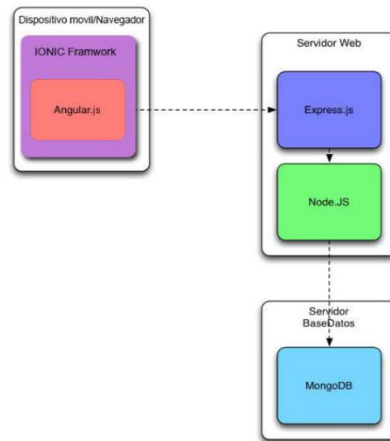 Dispositivo movil/Navegador
IONIC Framwork
Angular.js
Servidor Web
Express.js
Node.JS
Servidor
BaseDatos
MongoDB